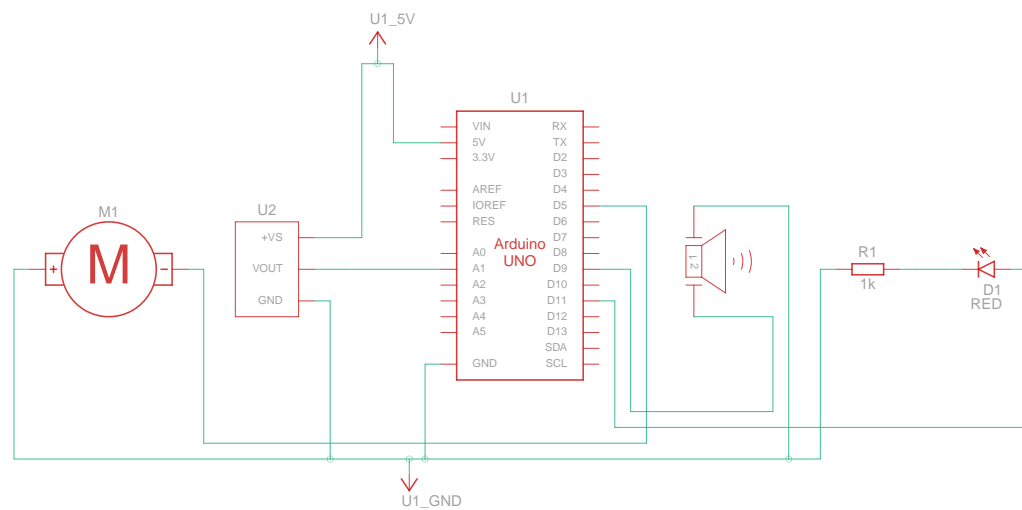 U1_5V
U1
VIN
5V
3.3V
AREF
IOREF
RES
A0
A1
A2
A3
A4
A5
GND
RX
TX
D2
D3
D4
D5
D6
D7
D8
D9
D10
D11
D12
D13
SDA
SCL
Arduino
UNO
M1
+
M
-
U2
+VS
VOUT
GND
1
2
R1
1k
D1
RED
U1_GND